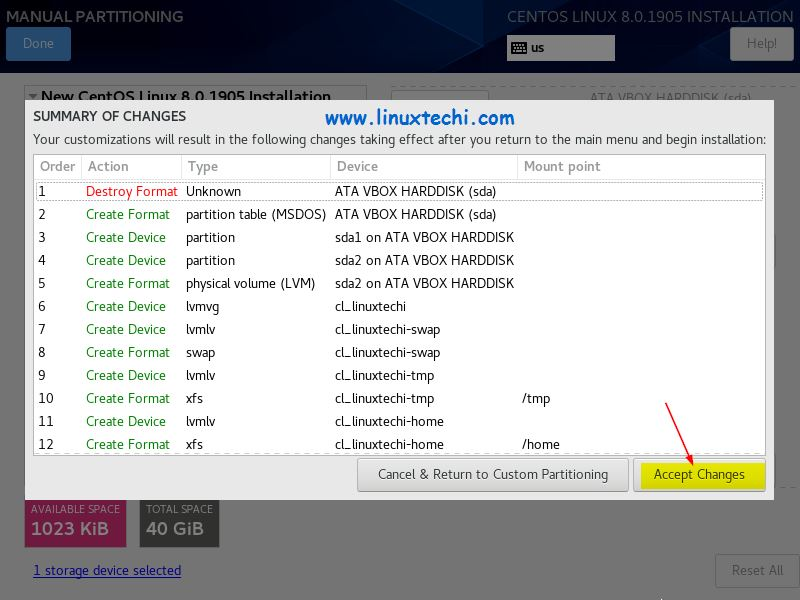 MANUAL PARTITIONING
CENTOS LINUX 8.0.1905 INSTALLATION
Done
us
Help!
New CentOS Linux 8.0.1905 Installation
ATA VBOX HARDDISK (sda)
SUMMARY OF CHANGES
www.linuxtechi.com
Your customizations will result in the following changes taking effect after you return to the main menu and begin installation:
Order Action Type Device Mount point
1 Destroy Format Unknown ATA VBOX HARDDISK (sda)
2 Create Format partition table (MSDOS) ATA VBOX HARDDISK (sda)
3 Create Device partition sda1 on ATA VBOX HARDDISK
4 Create Device partition sda2 on ATA VBOX HARDDISK
5 Create Format physical volume (LVM) sda2 on ATA VBOX HARDDISK
6 Create Device lvmvg cl_linuxtechi
7 Create Device lvmlv cl_linuxtechi-swap
8 Create Format swap cl_linuxtechi-swap
9 Create Device lvmlv cl_linuxtechi-tmp
10 Create Format xfs cl_linuxtechi-tmp /tmp
11 Create Device lvmlv cl_linuxtechi-home
12 Create Format xfs cl_linuxtechi-home /home
Cancel & Return to Custom Partitioning
Accept Changes
AVAILABLE SPACE
1023 KiB
TOTAL SPACE
40 GiB
1 storage device selected
Reset All